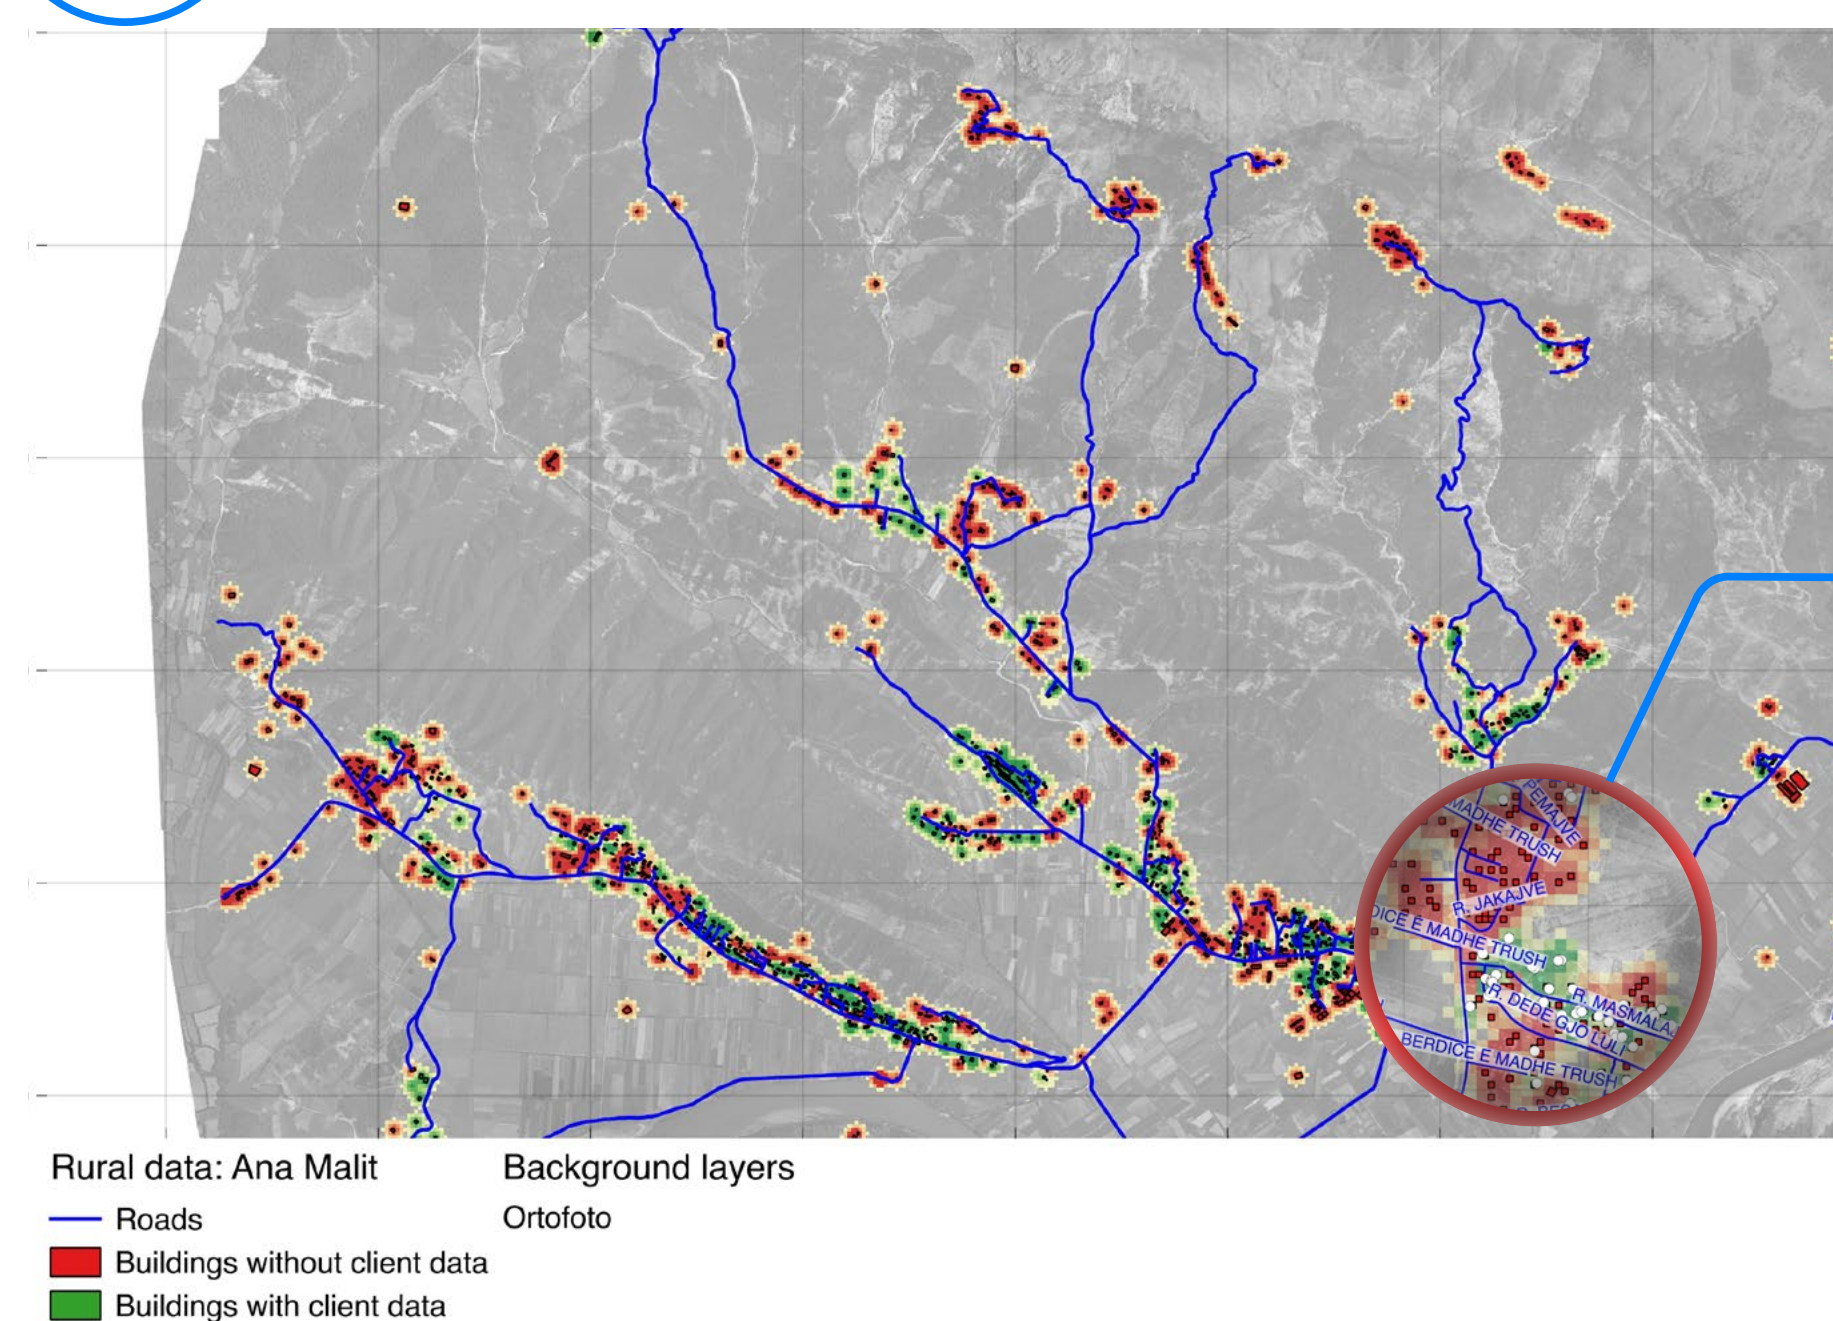 PEMAJVE
MADHE TRUSH
R. JAKAJVE
DICE E MADHE TRUSH
R. MASMALAJ
R. DEDE GJO LULI
BERDICE E MADHE TRUSH
Rural data: Ana Malit
Background layers
Roads
Ortofoto
Buildings without client data
Buildings with client data